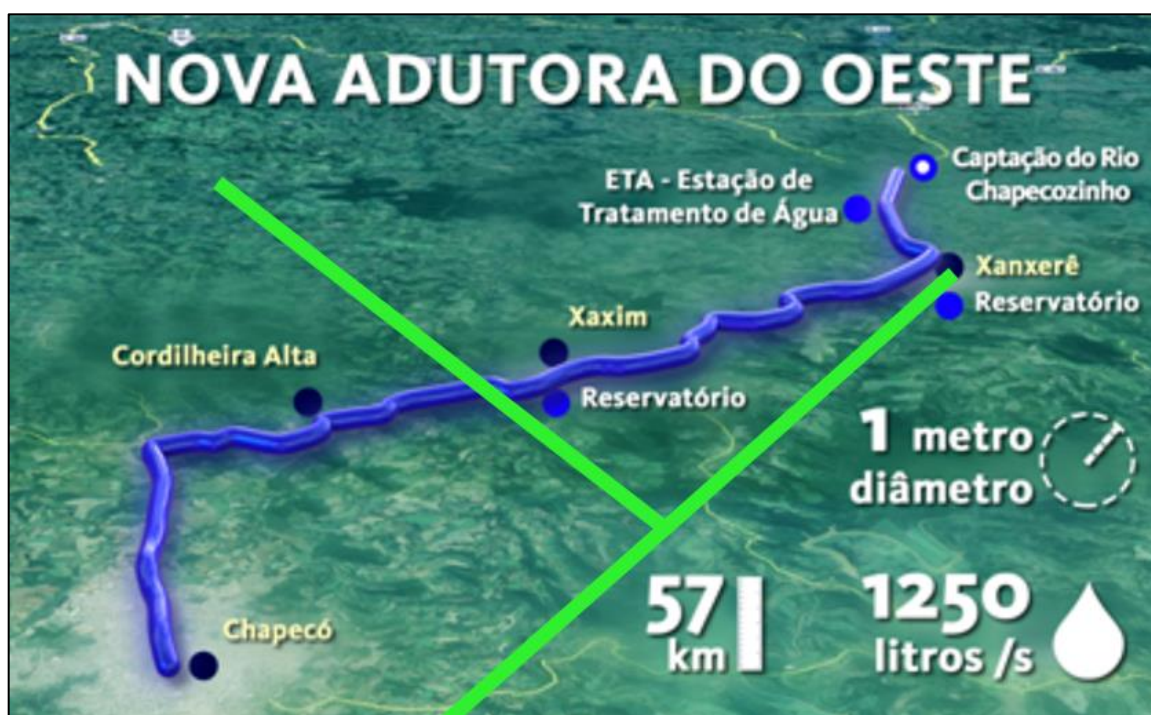 NOVA ADUTORA DO OESTE
Captação do Rio
Chapecozinho
ETA - Estação de
Tratamento de Água
Xanxerê
Reservatório
Xaxim
Cordilheira Alta
Reservatório
1 metro
diâmetro
57
km
1250
litros /s
Chapecó